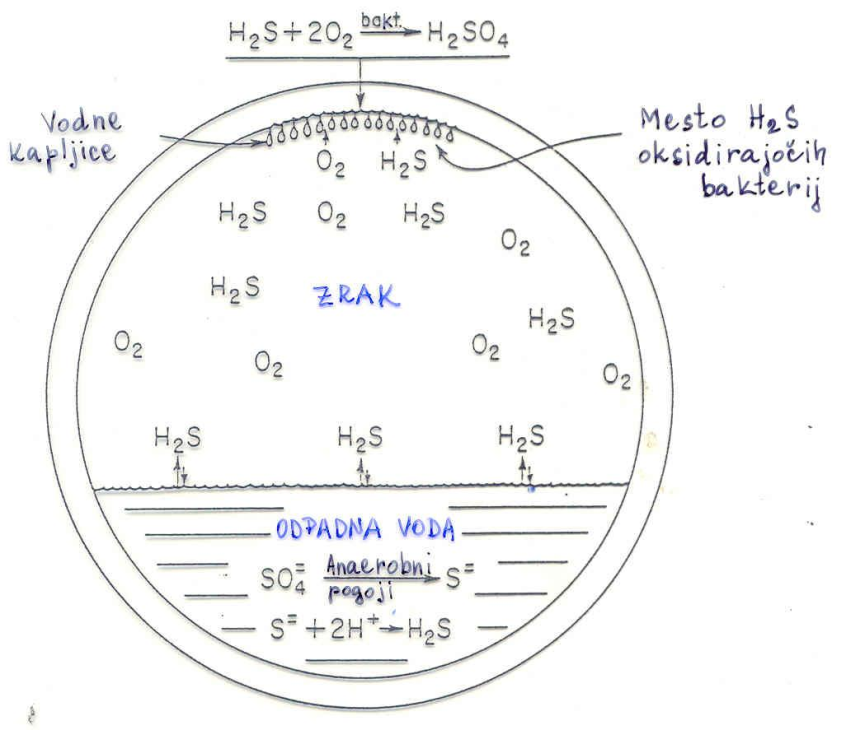 H₂S + 2O₂ bakt. → H₂SO₄
Vodne
kapljice
Mesto H₂S
oksidirajočih
bakterij
O₂ H₂S
H₂S O₂ H₂S
O₂
H₂S ZRAK
H₂S
O₂ O₂ O₂
O₂
H₂S H₂S H₂S
ODPADNA VODA
SO₄⁼ Anaerobni pogoji → S⁼
S⁼ + 2H⁺ → H₂S